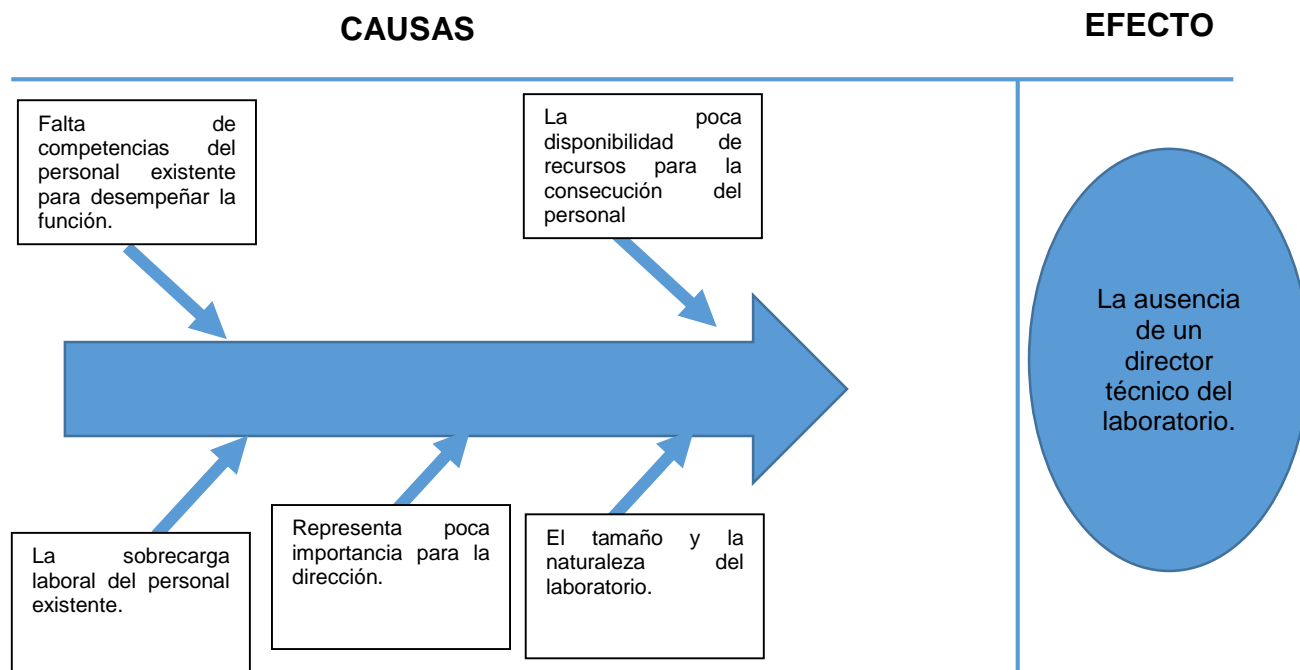 CAUSAS
EFECTO
Falta de
competencias del
personal existente
para desempeñar la
función.
La poca
disponibilidad de
recursos para la
consecución del
personal
La ausencia
de un
director
técnico del
laboratorio.
La sobrecarga
laboral del personal
existente.
Representa poca
importancia para la
dirección.
El tamaño y la
naturaleza del
laboratorio.